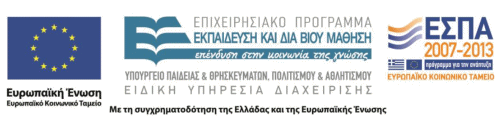 Ευρωπαϊκή Ένωση
Ευρωπαϊκό Κοινωνικό Ταμείο
ΕΠΙΧΕΙΡΗΣΙΑΚΟ ΠΡΟΓΡΑΜΜΑ
ΕΚΠΑΙΔΕΥΣΗ ΚΑΙ ΔΙΑ ΒΙΟΥ ΜΑΘΗΣΗ
επένδυση στην κοινωνία της γνώσης
ΥΠΟΥΡΓΕΙΟ ΠΑΙΔΕΙΑΣ & ΘΡΗΣΚΕΥΜΑΤΩΝ, ΠΟΛΙΤΙΣΜΟΥ & ΑΘΛΗΤΙΣΜΟΥ
ΕΙΔΙΚΗ ΥΠΗΡΕΣΙΑ ΔΙΑΧΕΙΡΙΣΗΣ
Με τη συγχρηματοδότηση της Ελλάδας και της Ευρωπαϊκής Ένωσης
ΕΣΠΑ
2007-2013
πρόγραμμα για την ανάπτυξη
ΕΥΡΩΠΑΪΚΟ ΚΟΙΝΩΝΙΚΟ ΤΑΜΕΙΟ